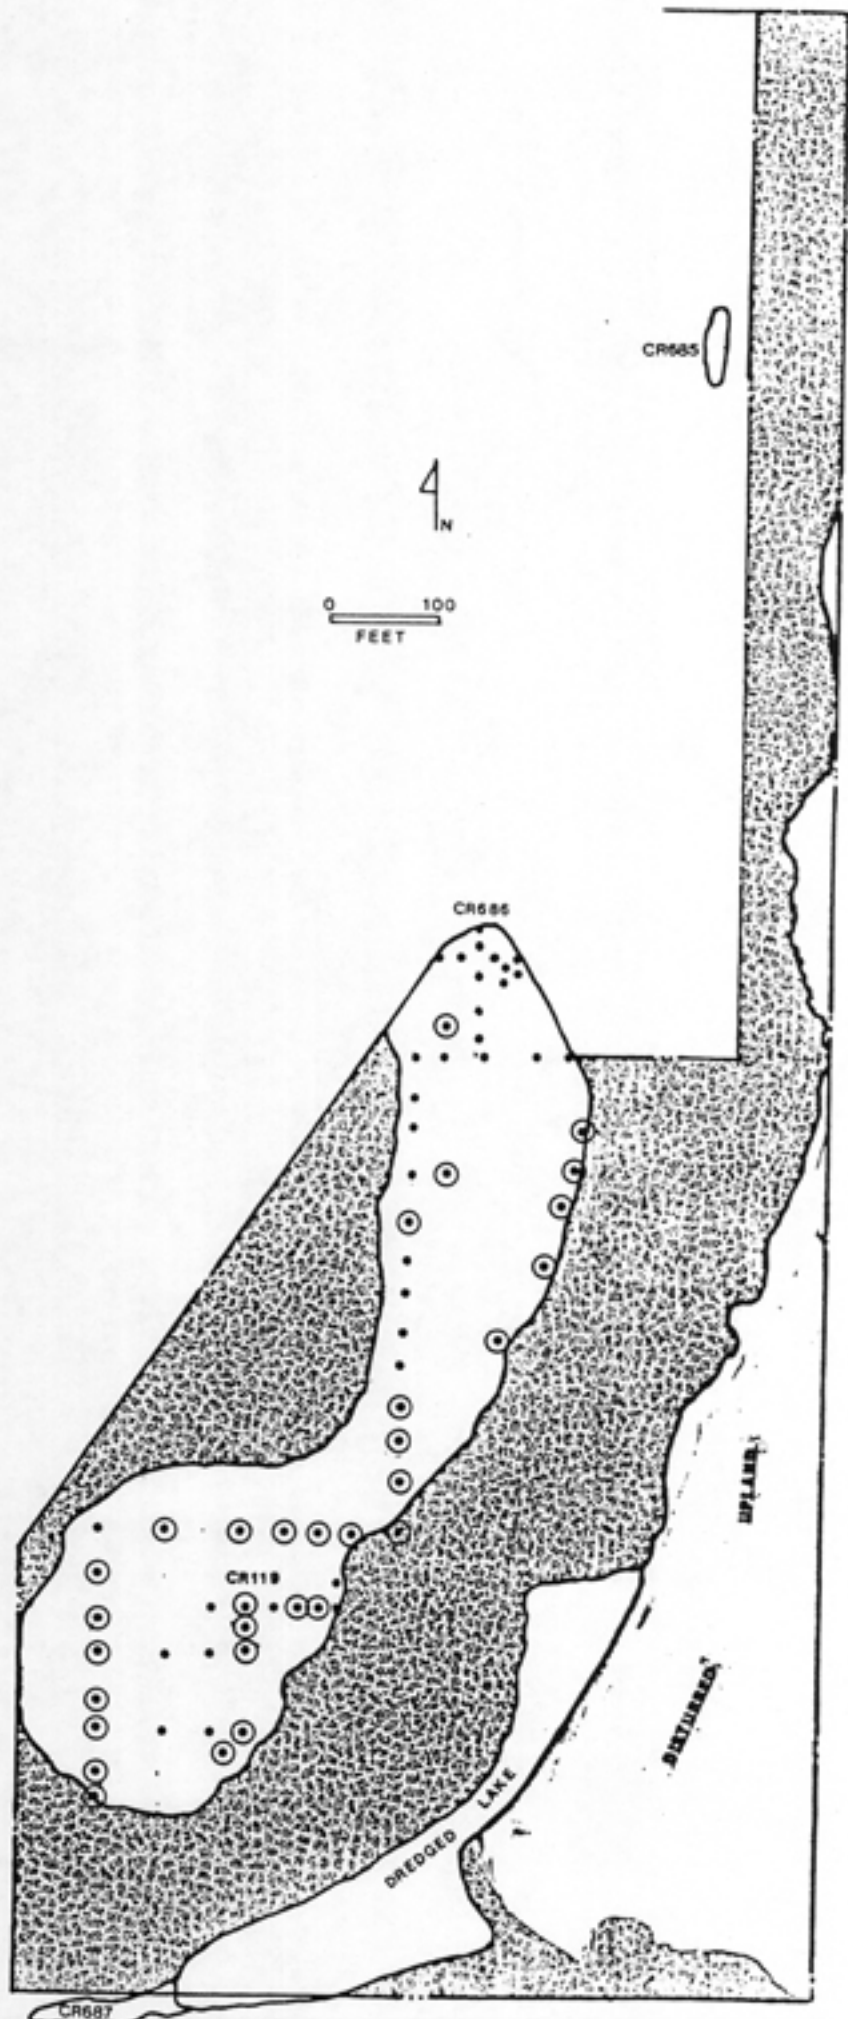 CR685
N
0 100
FEET
CR686
UPLAND
CR119
DISTURBED
DREDGED LAKE
CR687